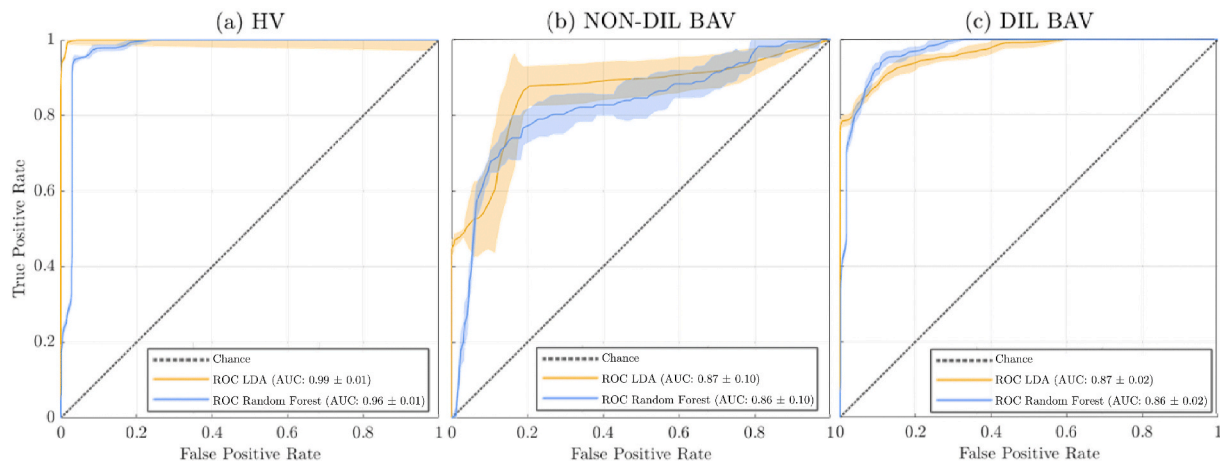 (a) HV
(b) NON-DIL BAV
(c) DIL BAV
True Positive Rate
1
0.8
0.6
0.4
0.2
0
Chance
ROC LDA (AUC: 0.99 ± 0.01)
ROC Random Forest (AUC: 0.96 ± 0.01)
0 0.2 0.4 0.6 0.8 1
False Positive Rate
Chance
ROC LDA (AUC: 0.87 ± 0.10)
ROC Random Forest (AUC: 0.86 ± 0.10)
0 0.2 0.4 0.6 0.8 1
False Positive Rate
Chance
ROC LDA (AUC: 0.87 ± 0.02)
ROC Random Forest (AUC: 0.86 ± 0.02)
0 0.2 0.4 0.6 0.8 1
False Positive Rate